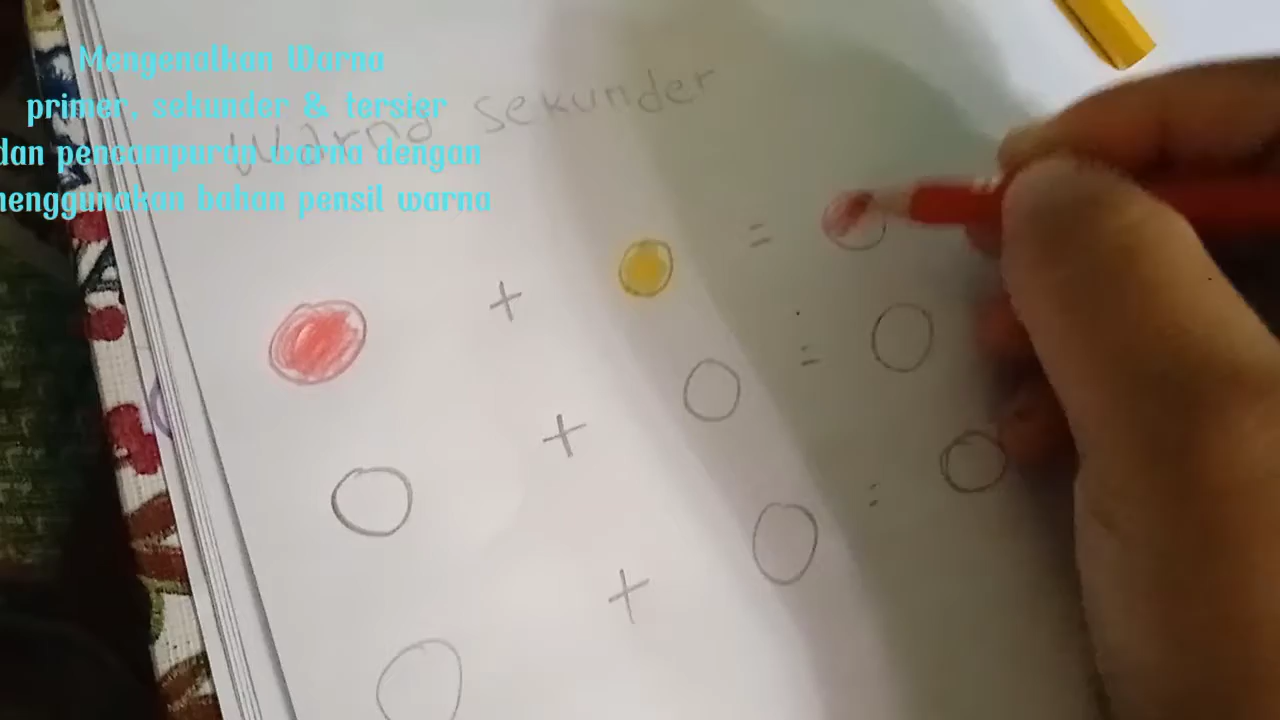 Mengenalkan Warna
primer, sekunder & tersier
dan pencampuran warna dengan
menggunakan bahan pensil warna
Warna Sekunder
+ =
+ =
+ =